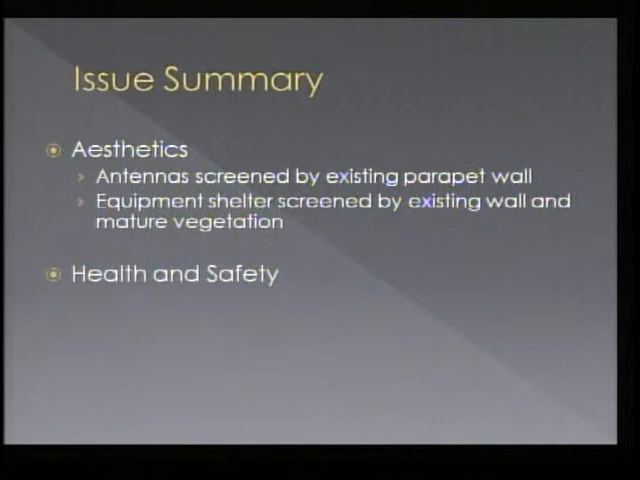 Issue Summary
Aesthetics
Antennas screened by existing parapet wall
Equipment shelter screened by existing wall and
mature vegetation
Health and Safety